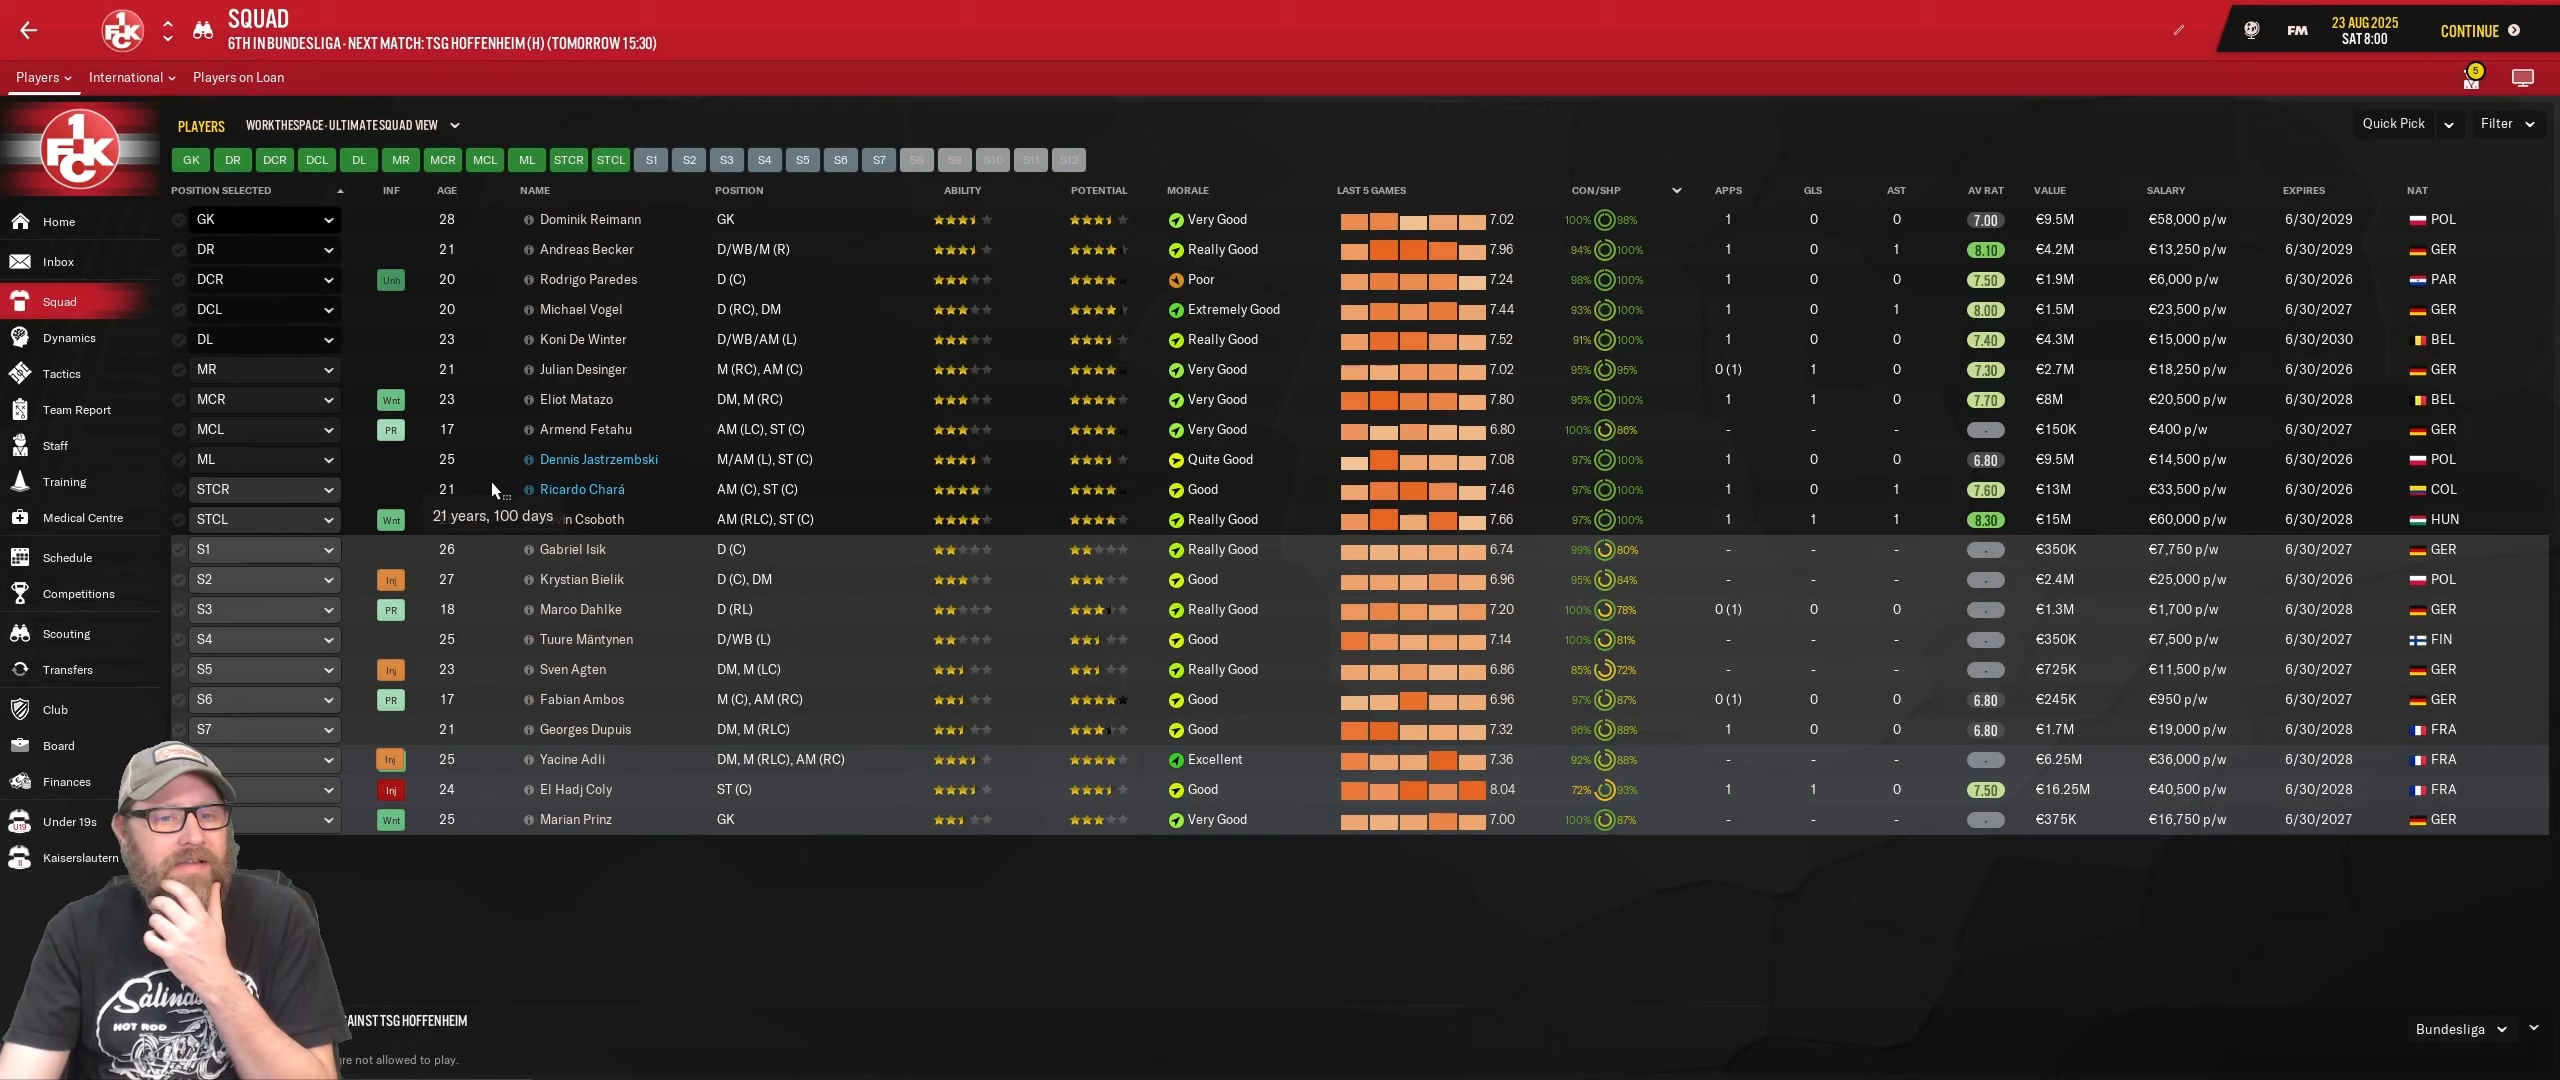 SQUAD
6TH IN BUNDESLIGA - NEXT MATCH: TSG HOFFENHEIM (H) (TOMORROW 15:30)
FM
23 AUG 2025
SAT 8:00
CONTINUE
Players
International
Players on Loan
5
PLAYERS WORKTHESPACE - ULTIMATE SQUAD VIEW
Quick Pick Filter
GK DR DCR DCL DL MR MCR MCL ML STCR STCL S1 S2 S3 S4 S5 S6 S7 S8 S9 S10 S11 S12
POSITION SELECTED INF AGE NAME POSITION ABILITY POTENTIAL MORALE LAST 5 GAMES CON/SHP APPS GLS AST AV RAT VALUE SALARY EXPIRES NAT
GK 28 Dominik Reimann GK Very Good 7.02 100% 98% 1 0 0 7.00 €9.5M €58,000 p/w 6/30/2029 POL
DR 21 Andreas Becker D/WB/M (R) Really Good 7.96 94% 100% 1 0 1 8.10 €4.2M €13,250 p/w 6/30/2029 GER
DCR Unh 20 Rodrigo Paredes D (C) Poor 7.24 98% 100% 1 0 0 7.50 €1.9M €6,000 p/w 6/30/2026 PAR
DCL 20 Michael Vogel D (RC), DM Extremely Good 7.44 93% 100% 1 0 1 8.00 €1.5M €23,500 p/w 6/30/2027 GER
DL 23 Koni De Winter D/WB/AM (L) Really Good 7.52 91% 100% 1 0 0 7.40 €4.3M €15,000 p/w 6/30/2030 BEL
MR 21 Julian Desinger M (RC), AM (C) Very Good 7.02 95% 95% 0 (1) 1 0 7.30 €2.7M €18,250 p/w 6/30/2026 GER
MCR Wnt 23 Eliot Matazo DM, M (RC) Very Good 7.80 95% 100% 1 1 0 7.70 €8M €20,500 p/w 6/30/2028 BEL
MCL PR 17 Armend Fetahu AM (LC), ST (C) Very Good 6.80 100% 86% - - - - €150K €400 p/w 6/30/2027 GER
ML 25 Dennis Jastrzembski M/AM (L), ST (C) Quite Good 7.08 97% 100% 1 0 0 6.80 €9.5M €14,500 p/w 6/30/2026 POL
STCR 21 Ricardo Chará AM (C), ST (C) Good 7.46 97% 100% 1 0 1 7.60 €13M €33,500 p/w 6/30/2026 COL
STCL Wnt 21 years, 100 days in Csoboth AM (RLC), ST (C) Really Good 7.66 97% 100% 1 1 1 8.30 €15M €60,000 p/w 6/30/2028 HUN
S1 26 Gabriel Isik D (C) Really Good 6.74 99% 80% - - - - €350K €7,750 p/w 6/30/2027 GER
S2 Inj 27 Krystian Bielik D (C), DM Good 6.96 95% 84% - - - - €2.4M €25,000 p/w 6/30/2026 POL
S3 PR 18 Marco Dahlke D (RL) Really Good 7.20 100% 78% 0 (1) 0 0 - €1.3M €1,700 p/w 6/30/2028 GER
S4 25 Tuure Mäntynen D/WB (L) Good 7.14 100% 81% - - - - €350K €7,500 p/w 6/30/2027 FIN
S5 Inj 23 Sven Agten DM, M (LC) Really Good 6.86 85% 72% - - - - €725K €11,500 p/w 6/30/2027 GER
S6 PR 17 Fabian Ambos M (C), AM (RC) Good 6.96 97% 87% 0 (1) 0 0 6.80 €245K €950 p/w 6/30/2027 GER
S7 21 Georges Dupuis DM, M (RLC) Good 7.32 96% 88% 1 0 0 6.80 €1.7M €19,000 p/w 6/30/2028 FRA
Inj 25 Yacine Adli DM, M (RLC), AM (RC) Excellent 7.36 92% 88% - - - - €6.25M €36,000 p/w 6/30/2028 FRA
Inj 24 El Hadj Coly ST (C) Good 8.04 72% 93% 1 1 0 7.50 €16.25M €40,500 p/w 6/30/2028 FRA
Wnt 25 Marian Prinz GK Very Good 7.00 100% 87% - - - - €375K €16,750 p/w 6/30/2027 GER
1 FCK
Home
Inbox
Squad
Dynamics
Tactics
Team Report
Staff
Training
Medical Centre
Schedule
Competitions
Scouting
Transfers
Club
Board
Finances
U19 Under 19s
II Kaiserslautern
AINST TSG HOFFENHEIM
re not allowed to play.
Bundesliga
HOT ROD